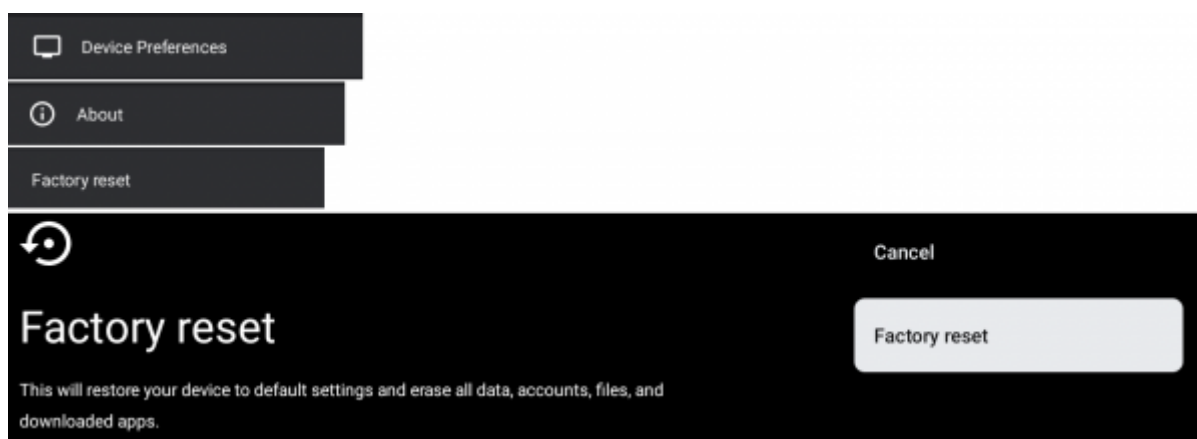 Device Preferences
About
Factory reset
Cancel
Factory reset
Factory reset
This will restore your device to default settings and erase all data, accounts, files, and
downloaded apps.